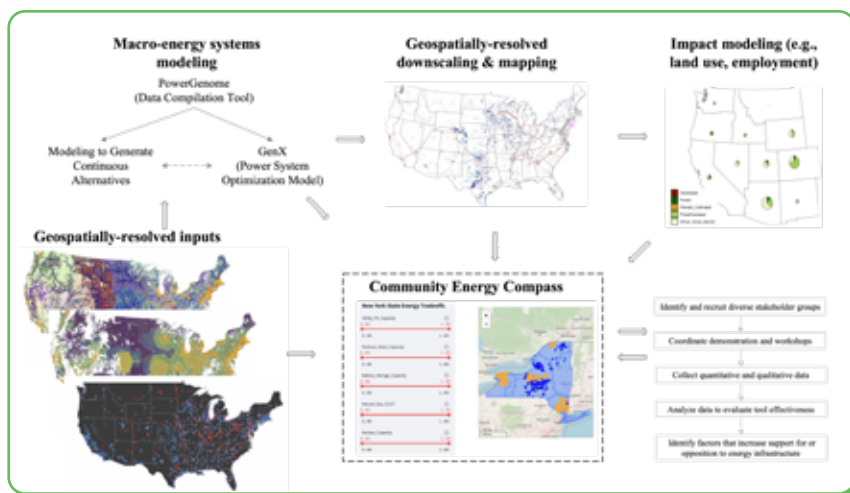 Macro-energy systems
modeling
PowerGenome
(Data Compilation Tool)
Modeling to Generate
Continuous
Alternatives
GenX
(Power System
Optimization Model)
Geospatially-resolved
downscaling & mapping
Impact modeling (e.g.,
land use, employment)
Geospatially-resolved inputs
Community Energy Compass
New York State Energy Tradeoffs
Identify and recruit diverse stakeholder groups
Coordinate demonstration and workshops
Collect quantitative and qualitative data
Analyze data to evaluate tool effectiveness
Identify factors that increase support for or
opposition to energy infrastructure